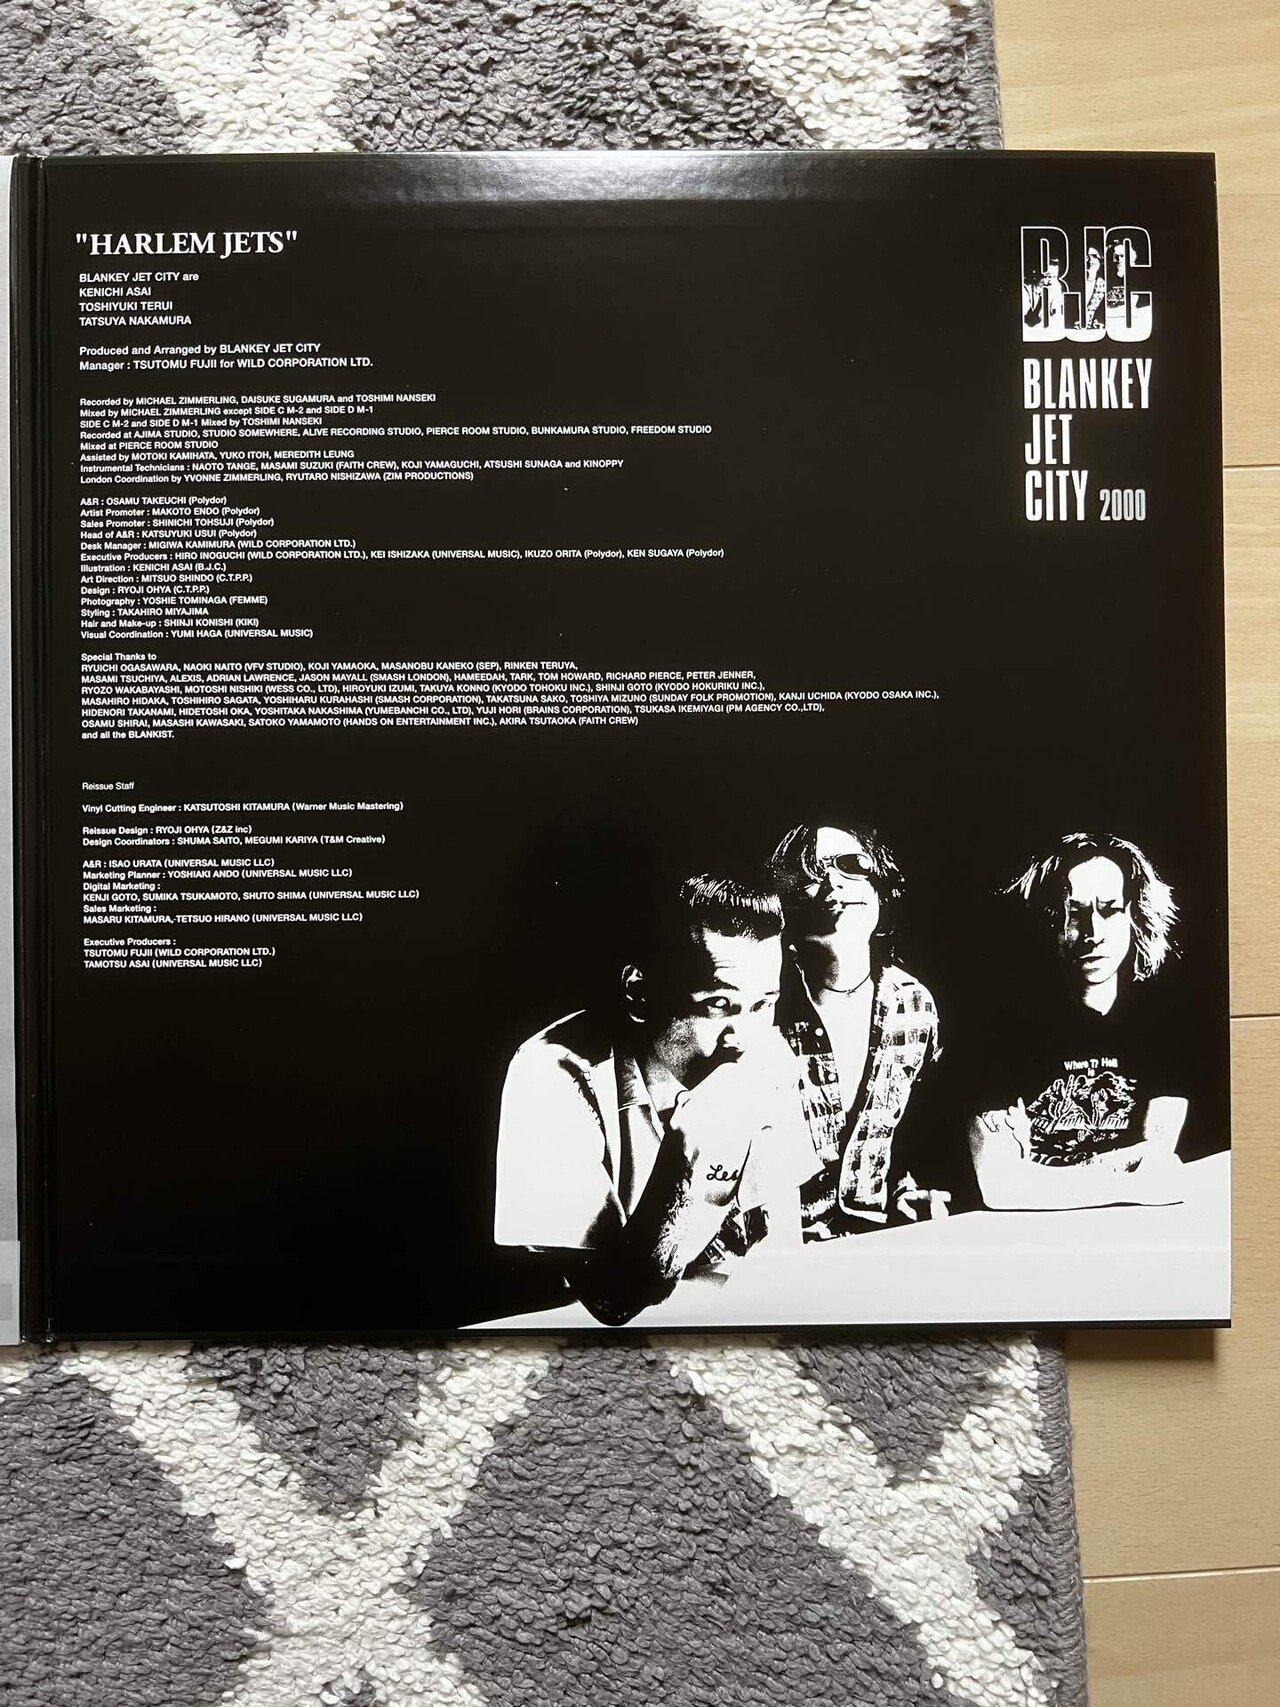 "HARLEM JETS"
BLANKEY JET CITY are
KENICHI ASAI
TOSHIYUKI TERUI
TATSUYA NAKAMURA
Produced and Arranged by BLANKEY JET CITY
Manager : TSUTOMU FUJII for WILD CORPORATION LTD.
Recorded by MICHAEL ZIMMERLING, DAISUKE SUGAMURA and TOSHIMI NANSEKI
Mixed by MICHAEL ZIMMERLING except SIDE C M-2 and SIDE D M-1
SIDE C M-2 and SIDE D M-1 Mixed by TOSHIMI NANSEKI
Recorded at AJIMA STUDIO, STUDIO SOMEWHERE, ALIVE RECORDING STUDIO, PIERCE ROOM STUDIO, BUNKAMURA STUDIO, FREEDOM STUDIO
Mixed at PIERCE ROOM STUDIO
Assisted by MOTOKI KAMIHATA, YUKO ITOH, MEREDITH LEUNG
Instrumental Technicians : NAOTO TANGE, MASAMI SUZUKI (FAITH CREW), KOJI YAMAGUCHI, ATSUSHI SUNAGA and KINOPPY
London Coordination by YVONNE ZIMMERLING, RYUTARO NISHIZAWA (ZIM PRODUCTIONS)
A&R : OSAMU TAKEUCHI (Polydor)
Artist Promoter : MAKOTO ENDO (Polydor)
Sales Promoter : SHINICHI TOHSUJI (Polydor)
Head of A&R : KATSUYUKI USUI (Polydor)
Desk Manager : MIGIWA KAMIMURA (WILD CORPORATION LTD.)
Executive Producers : HIRO INOGUCHI (WILD CORPORATION LTD.), KEI ISHIZAKA (UNIVERSAL MUSIC), IKUZO ORITA (Polydor), KEN SUGAYA (Polydor)
Illustration : KENICHI ASAI (B.J.C.)
Art Direction : MITSUO SHINDO (C.T.P.P.)
Design : RYOJI OHYA (C.T.P.P.)
Photography : YOSHIE TOMINAGA (FEMME)
Styling : TAKAHIRO MIYAJIMA
Hair and Make-up : SHINJI KONISHI (KIKI)
Visual Coordination : YUMI HAGA (UNIVERSAL MUSIC)
Special Thanks to
RYUICHI OGASAWARA, NAOKI NAITO (VFV STUDIO), KOJI YAMAOKA, MASANOBU KANEKO (SEP), RINKEN TERUYA,
MASAMI TSUCHIYA, ALEXIS, ADRIAN LAWRENCE, JASON MAYALL (SMASH LONDON), HAMEEDAH, TARK, TOM HOWARD, RICHARD PIERCE, PETER JENNER,
RYOZO WAKABAYASHI, MOTOSHI NISHIKI (WESS CO., LTD), HIROYUKI IZUMI, TAKUYA KONNO (KYODO TOHOKU INC.), SHINJI GOTO (KYODO HOKURIKU INC.),
MASAHIRO HIDAKA, TOSHIHIRO SAGATA, YOSHIHARU KURAHASHI (SMASH CORPORATION), TAKATSUNA SAKO, TOSHIYA MIZUNO (SUNDAY FOLK PROMOTION), KANJI UCHIDA (KYODO OSAKA INC.),
HIDENORI TAKANAMI, HIDETOSHI OKA, YOSHITAKA NAKASHIMA (YUMEBANCHI CO., LTD), YUJI HORI (BRAINS CORPORATION), TSUKASA IKEMIYAGI (PM AGENCY CO.,LTD),
OSAMU SHIRAI, MASASHI KAWASAKI, SATOKO YAMAMOTO (HANDS ON ENTERTAINMENT INC.), AKIRA TSUTAOKA (FAITH CREW)
and all the BLANKIST.
Reissue Staff
Vinyl Cutting Engineer : KATSUTOSHI KITAMURA (Warner Music Mastering)
Reissue Design : RYOJI OHYA (Z&Z inc)
Design Coordinators : SHUMA SAITO, MEGUMI KARIYA (T&M Creative)
A&R : ISAO URATA (UNIVERSAL MUSIC LLC)
Marketing Planner : YOSHIAKI ANDO (UNIVERSAL MUSIC LLC)
Digital Marketing :
KENJI GOTO, SUMIKA TSUKAMOTO, SHUTO SHIMA (UNIVERSAL MUSIC LLC)
Sales Marketing :
MASARU KITAMURA, TETSUO HIRANO (UNIVERSAL MUSIC LLC)
Executive Producers :
TSUTOMU FUJII (WILD CORPORATION LTD.)
TAMOTSU ASAI (UNIVERSAL MUSIC LLC)
BJC
BLANKEY
JET
CITY 2000
Les